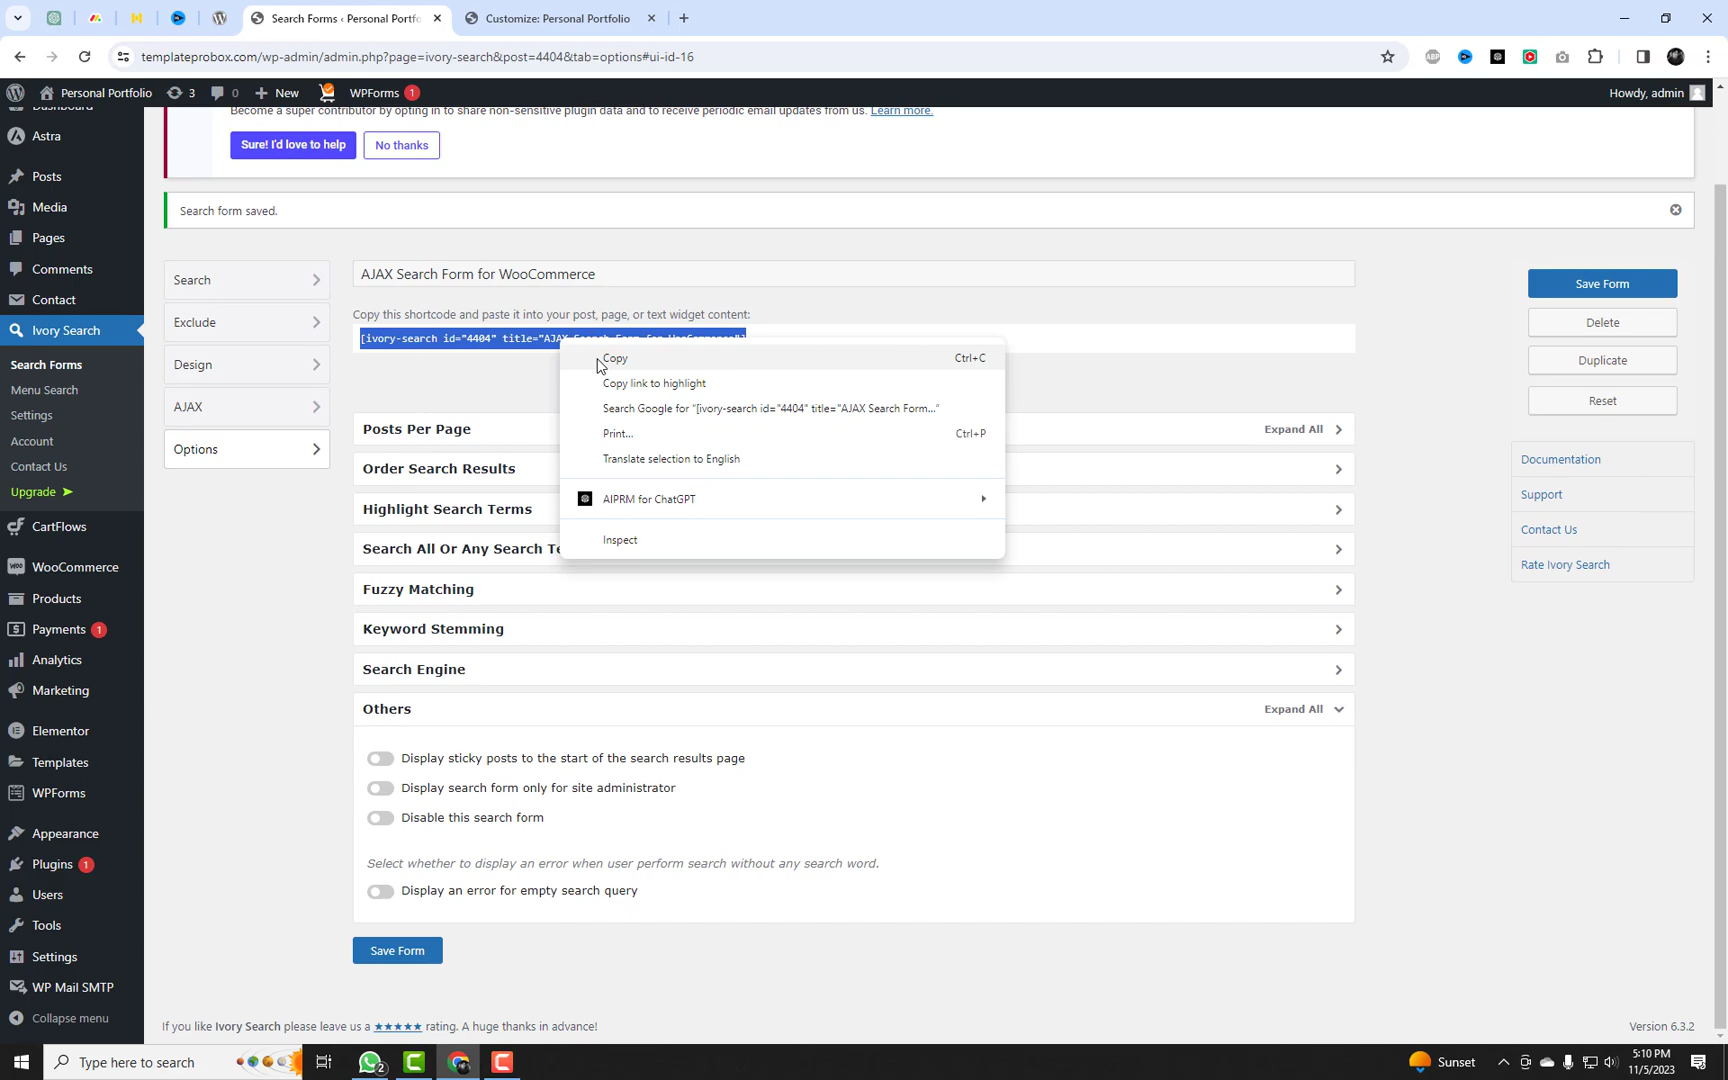 Search Forms ‹ Personal Portfo
Customize: Personal Portfolio
templateprobox.com/wp-admin/admin.php?page=ivory-search&post=4404&tab=options#ui-id-16
Personal Portfolio
3
0
New
WPForms
1
Howdy, admin
Become a super contributor by opting in to share non-sensitive plugin data and to receive periodic email updates from us. Learn more.
Sure! I'd love to help
No thanks
Search form saved.
Dashboard
Astra
Posts
Media
Pages
Comments
Contact
Ivory Search
Search Forms
Menu Search
Settings
Account
Contact Us
Upgrade ➤
CartFlows
WooCommerce
Products
Payments 1
Analytics
Marketing
Elementor
Templates
WPForms
Appearance
Plugins 1
Users
Tools
Settings
WP Mail SMTP
Collapse menu
Search
Exclude
Design
AJAX
Options
AJAX Search Form for WooCommerce
Copy this shortcode and paste it into your post, page, or text widget content:
[ivory-search id="4404" title="AJAX Search Form for WooCommerce"]
Copy Ctrl+C
Copy link to highlight
Search Google for "[ivory-search id="4404" title="AJAX Search Form..."
Print... Ctrl+P
Translate selection to English
AIPRM for ChatGPT
Inspect
Posts Per Page
Expand All
Order Search Results
Highlight Search Terms
Search All Or Any Search Te
Fuzzy Matching
Keyword Stemming
Search Engine
Others
Expand All
Display sticky posts to the start of the search results page
Display search form only for site administrator
Disable this search form
Select whether to display an error when user perform search without any search word.
Display an error for empty search query
Save Form
Save Form
Delete
Duplicate
Reset
Documentation
Support
Contact Us
Rate Ivory Search
If you like Ivory Search please leave us a ★★★★★ rating. A huge thanks in advance!
Version 6.3.2
Type here to search
2
Sunset
5:10 PM
11/5/2023